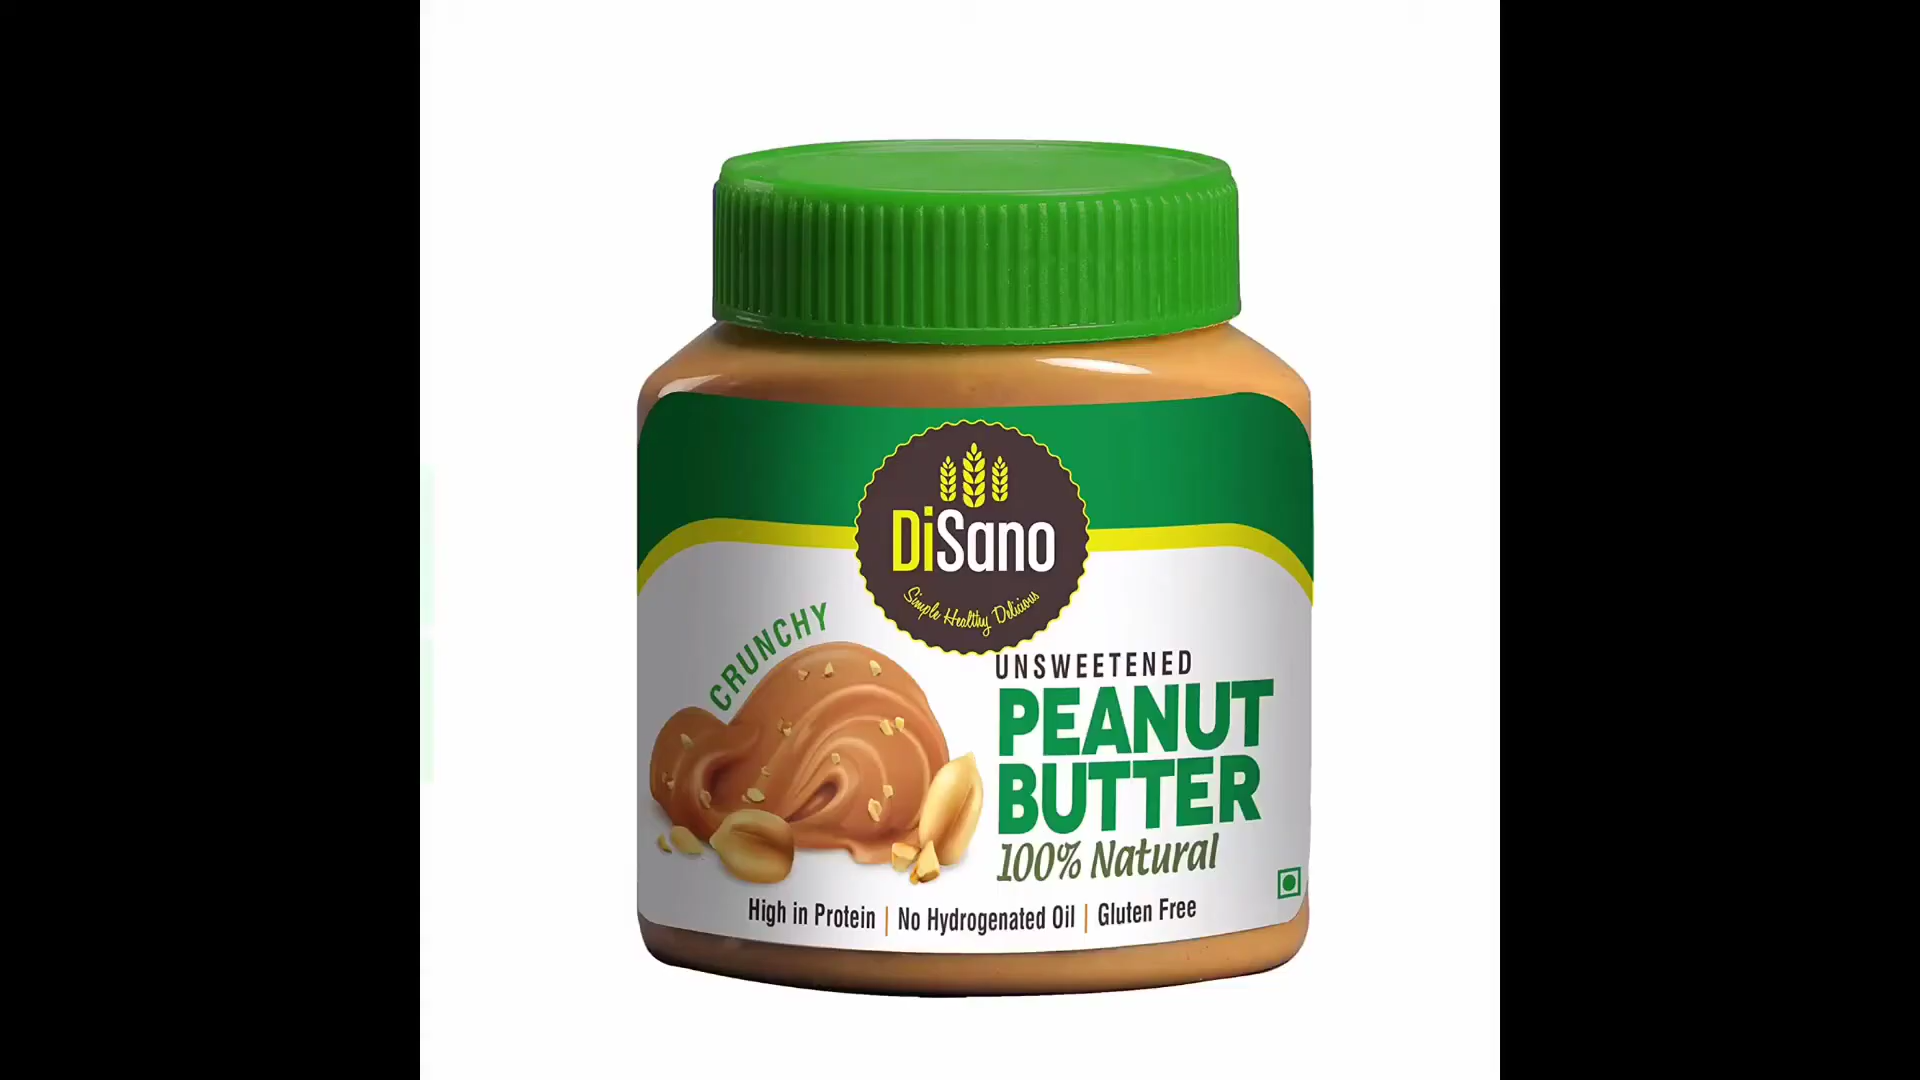 DiSano
Simple Healthy Delicious
CRUNCHY
UNSWEETENED
PEANUT
BUTTER
100% Natural
High in Protein | No Hydrogenated Oil | Gluten Free